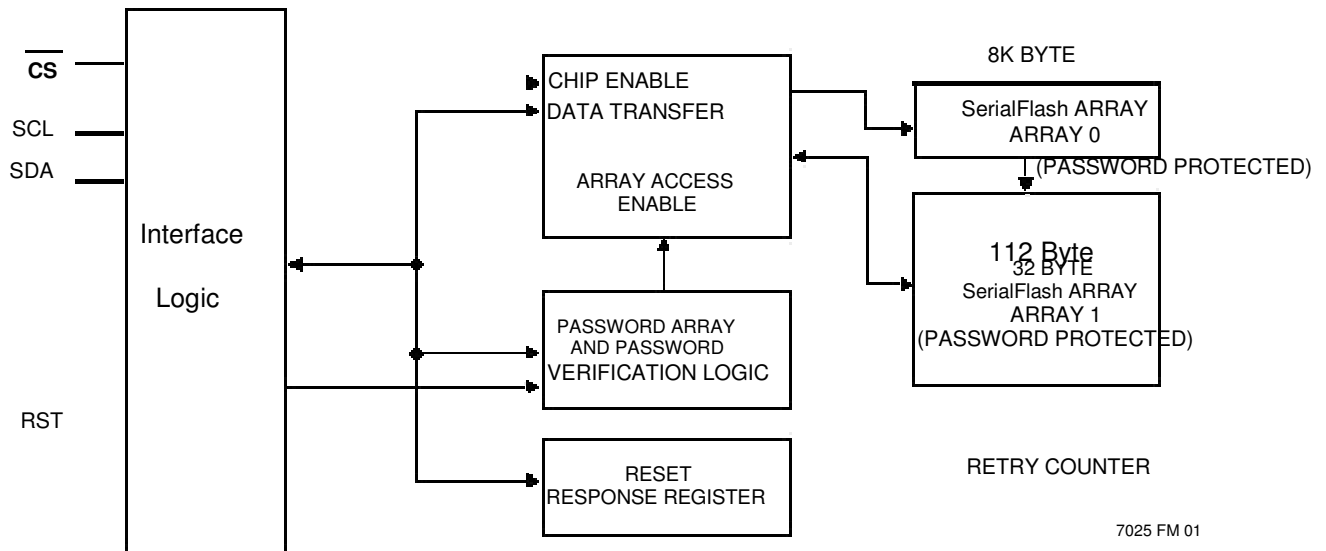 CS
SCL
SDA
RST
Interface
Logic
CHIP ENABLE
DATA TRANSFER
ARRAY ACCESS
ENABLE
PASSWORD ARRAY
AND PASSWORD
VERIFICATION LOGIC
RESET
RESPONSE REGISTER
8K BYTE
SerialFlash ARRAY
ARRAY 0
(PASSWORD PROTECTED)
112 Byte
32 BYTE
SerialFlash ARRAY
ARRAY 1
(PASSWORD PROTECTED)
RETRY COUNTER
7025 FM 01